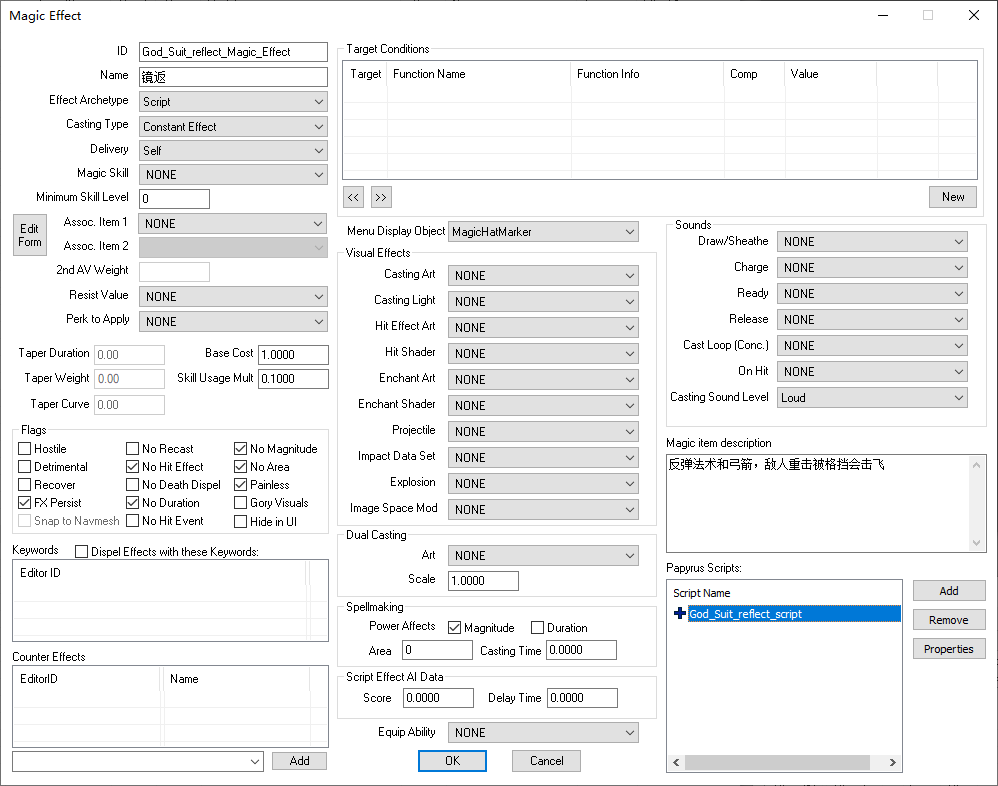 Magic Effect
ID God_Suit_reflect_Magic_Effect
Name 镜返
Effect Archetype Script
Casting Type Constant Effect
Delivery Self
Magic Skill NONE
Minimum Skill Level 0
Edit Form
Assoc. Item 1 NONE
Assoc. Item 2
2nd AV Weight
Resist Value NONE
Perk to Apply NONE
Taper Duration 0.00 Base Cost 1.0000
Taper Weight 0.00 Skill Usage Mult 0.1000
Taper Curve 0.00
Flags
Hostile No Recast No Magnitude
Detrimental No Hit Effect No Area
Recover No Death Dispel Painless
FX Persist No Duration Gory Visuals
Snap to Navmesh No Hit Event Hide in UI
Keywords Dispel Effects with these Keywords:
Editor ID
Counter Effects
EditorID Name
Add
Target Conditions
Target Function Name Function Info Comp Value
<< >> New
Menu Display Object MagicHatMarker
Visual Effects
Casting Art NONE
Casting Light NONE
Hit Effect Art NONE
Hit Shader NONE
Enchant Art NONE
Enchant Shader NONE
Projectile NONE
Impact Data Set NONE
Explosion NONE
Image Space Mod NONE
Dual Casting
Art NONE
Scale 1.0000
Spellmaking
Power Affects Magnitude Duration
Area 0 Casting Time 0.0000
Script Effect AI Data
Score 0.0000 Delay Time 0.0000
Equip Ability NONE
OK Cancel
Sounds
Draw/Sheathe NONE
Charge NONE
Ready NONE
Release NONE
Cast Loop (Conc.) NONE
On Hit NONE
Casting Sound Level Loud
Magic item description
反弹法术和弓箭，敌人重击被格挡会击飞
Papyrus Scripts:
Script Name
God_Suit_reflect_script
Add
Remove
Properties